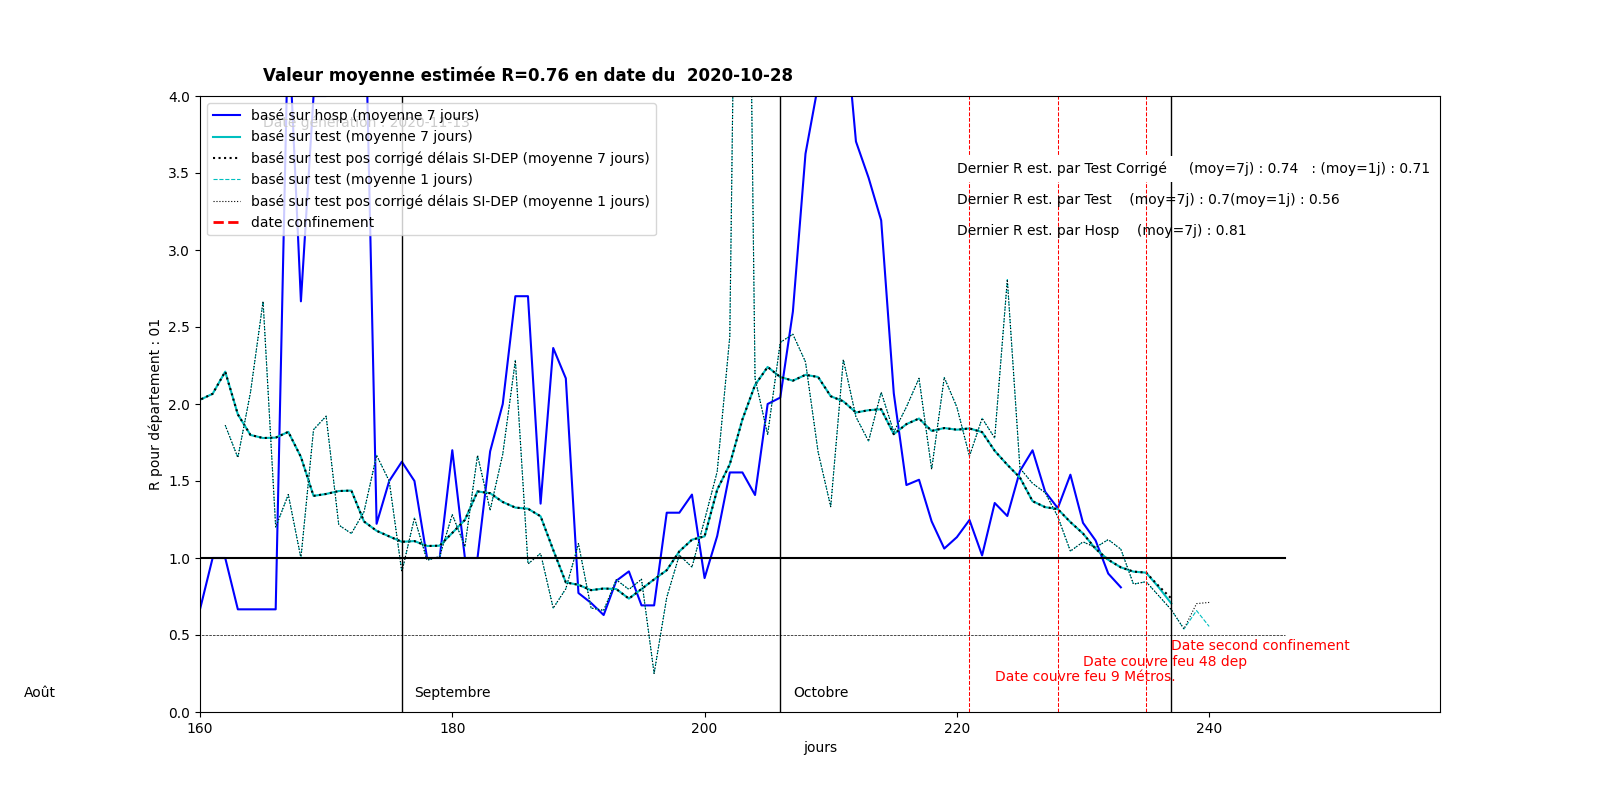 Valeur moyenne estimée R=0.76 en date du  2020-10-28
4.0
3.5
3.0
2.5
2.0
1.5
1.0
0.5
0.0
R pour département : 01
basé sur hosp (moyenne 7 jours)
Date génération : 2020-11-13
basé sur test (moyenne 7 jours)
basé sur test pos corrigé délais SI-DEP (moyenne 7 jours)
basé sur test (moyenne 1 jours)
basé sur test pos corrigé délais SI-DEP (moyenne 1 jours)
date confinement
Dernier R est. par Test Corrigé     (moy=7j) : 0.74   : (moy=1j) : 0.71
Dernier R est. par Test    (moy=7j) : 0.7(moy=1j) : 0.56
Dernier R est. par Hosp    (moy=7j) : 0.81
Date second confinement
Date couvre feu 48 dep
Date couvre feu 9 Métros.
Août
Septembre
Octobre
160
180
200
220
240
jours